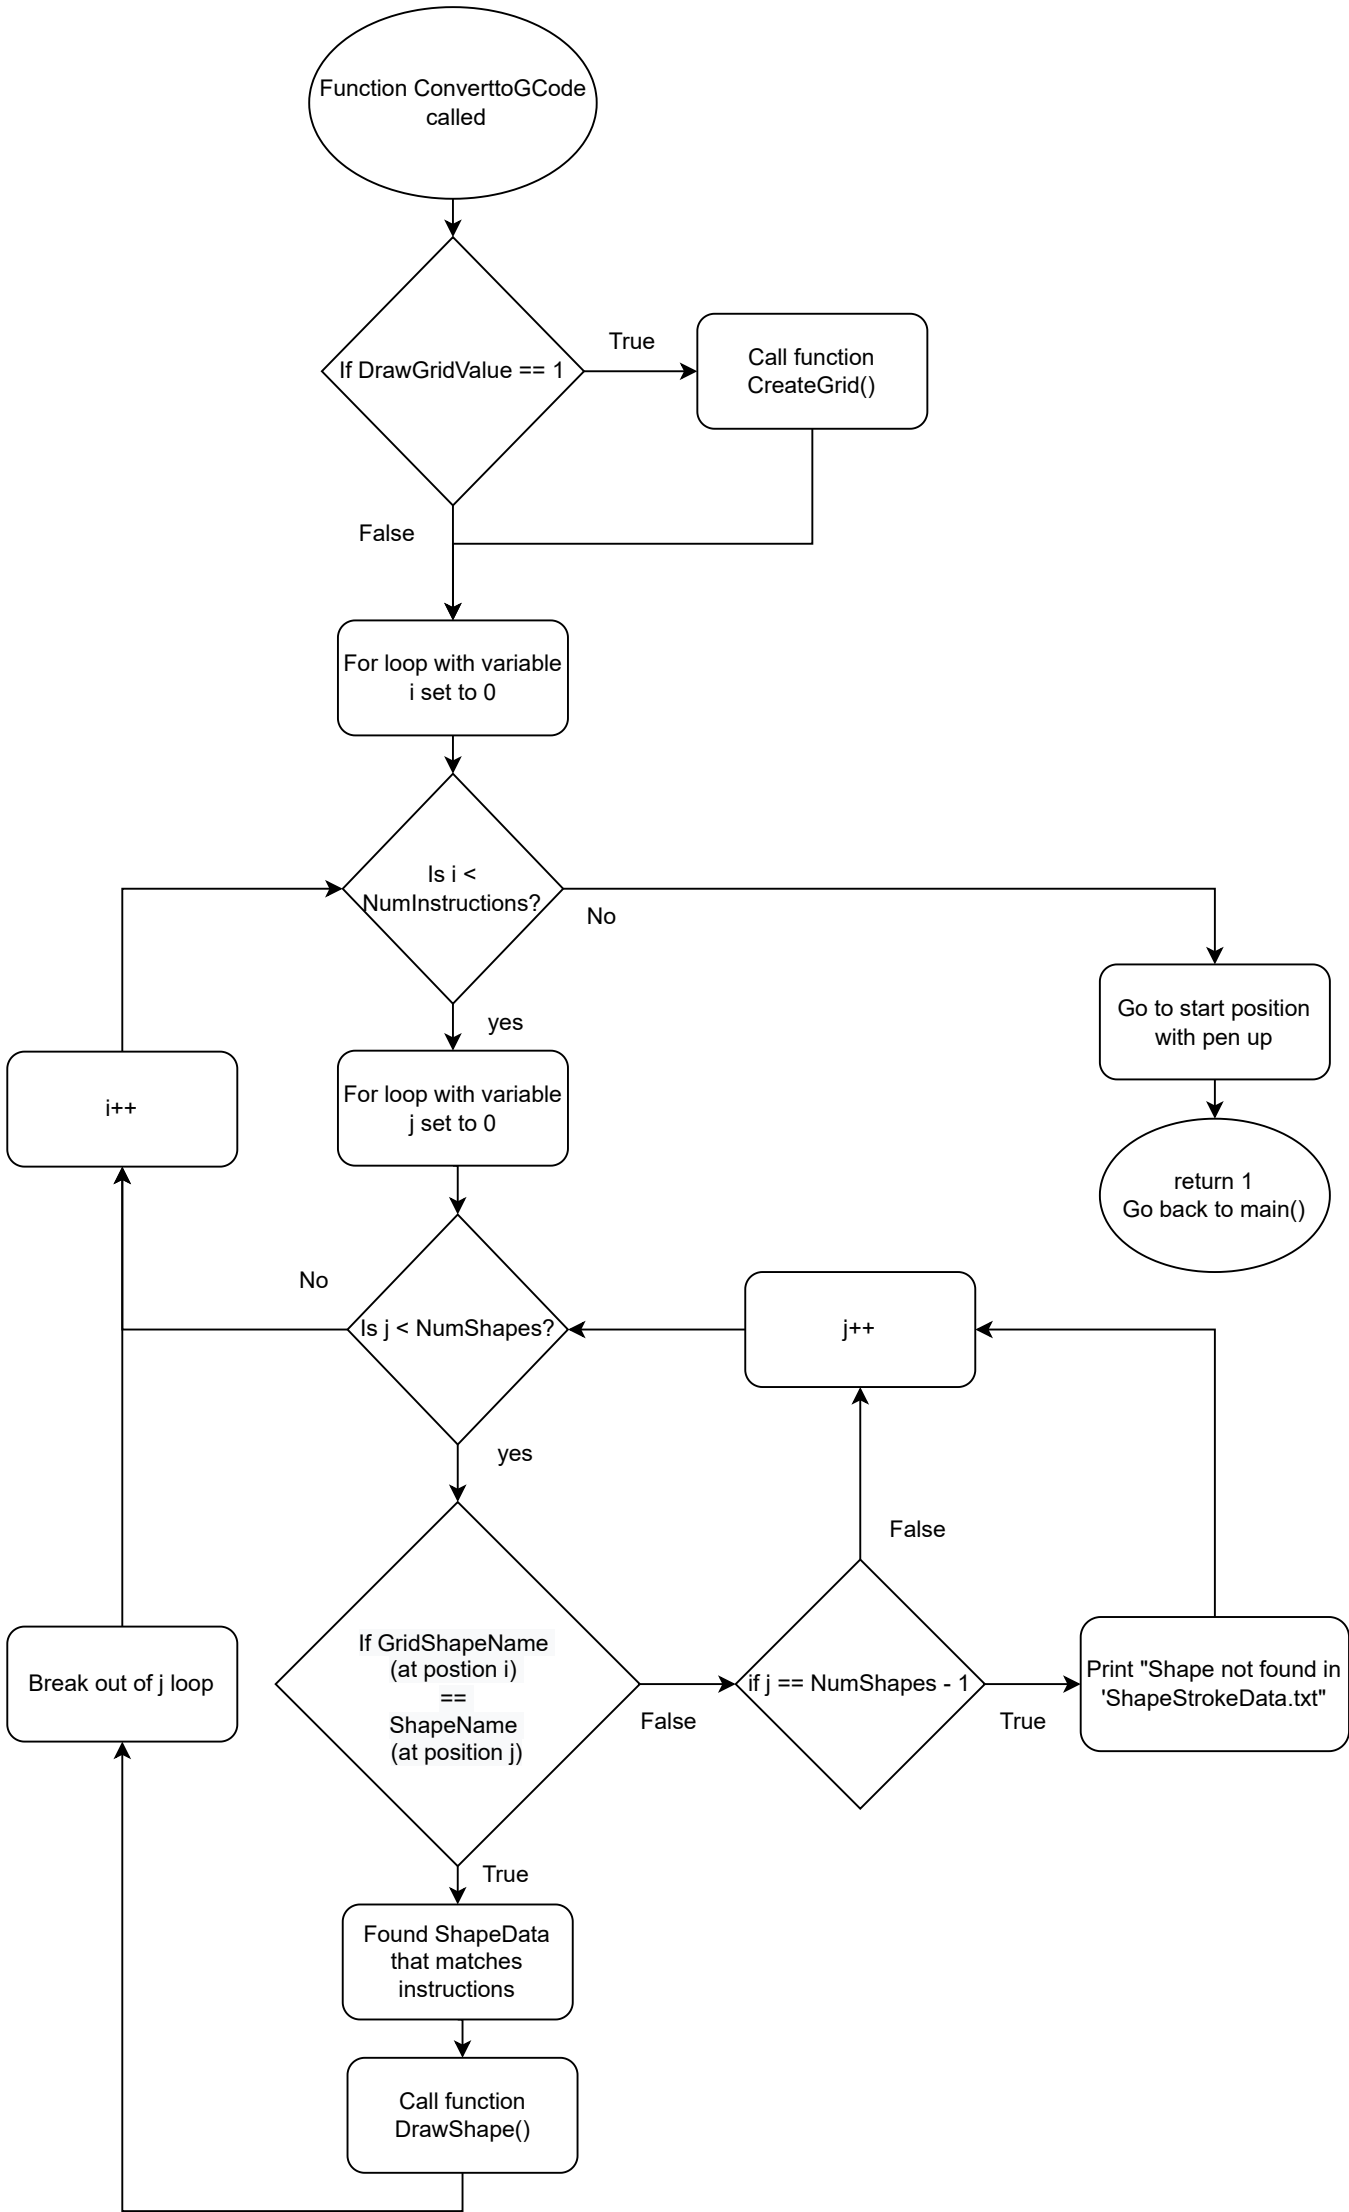 Function ConverttoGCode
called
If DrawGridValue == 1
True
Call function
CreateGrid()
False
For loop with variable
i set to 0
Is i <
NumInstructions?
No
yes
Go to start position
with pen up
i++
For loop with variable
j set to 0
return 1
Go back to main()
No
Is j < NumShapes?
j++
yes
False
If GridShapeName
(at postion i)
==
ShapeName
(at position j)
False
if j == NumShapes - 1
True
Print "Shape not found in
'ShapeStrokeData.txt"
Break out of j loop
True
Found ShapeData
that matches
instructions
Call function
DrawShape()